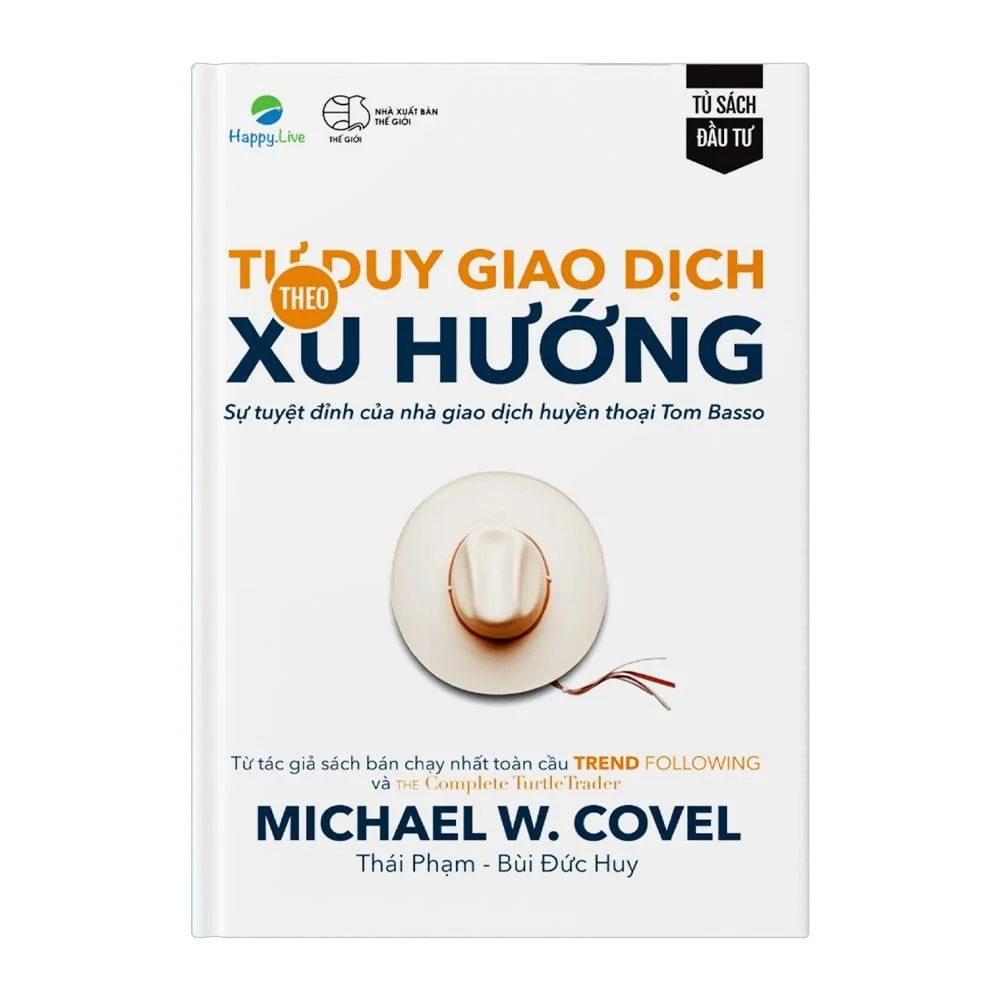 Happy.Live
THẾ GIỚI
NHÀ XUẤT BẢN
THẾ GIỚI
TỦ SÁCH
ĐẦU TƯ
TƯ DUY GIAO DỊCH
THEO
XU HƯỚNG
Sự tuyệt đỉnh của nhà giao dịch huyền thoại Tom Basso
Từ tác giả sách bán chạy nhất toàn cầu TREND FOLLOWING
và THE Complete TurtleTrader
MICHAEL W. COVEL
Thái Phạm - Bùi Đức Huy